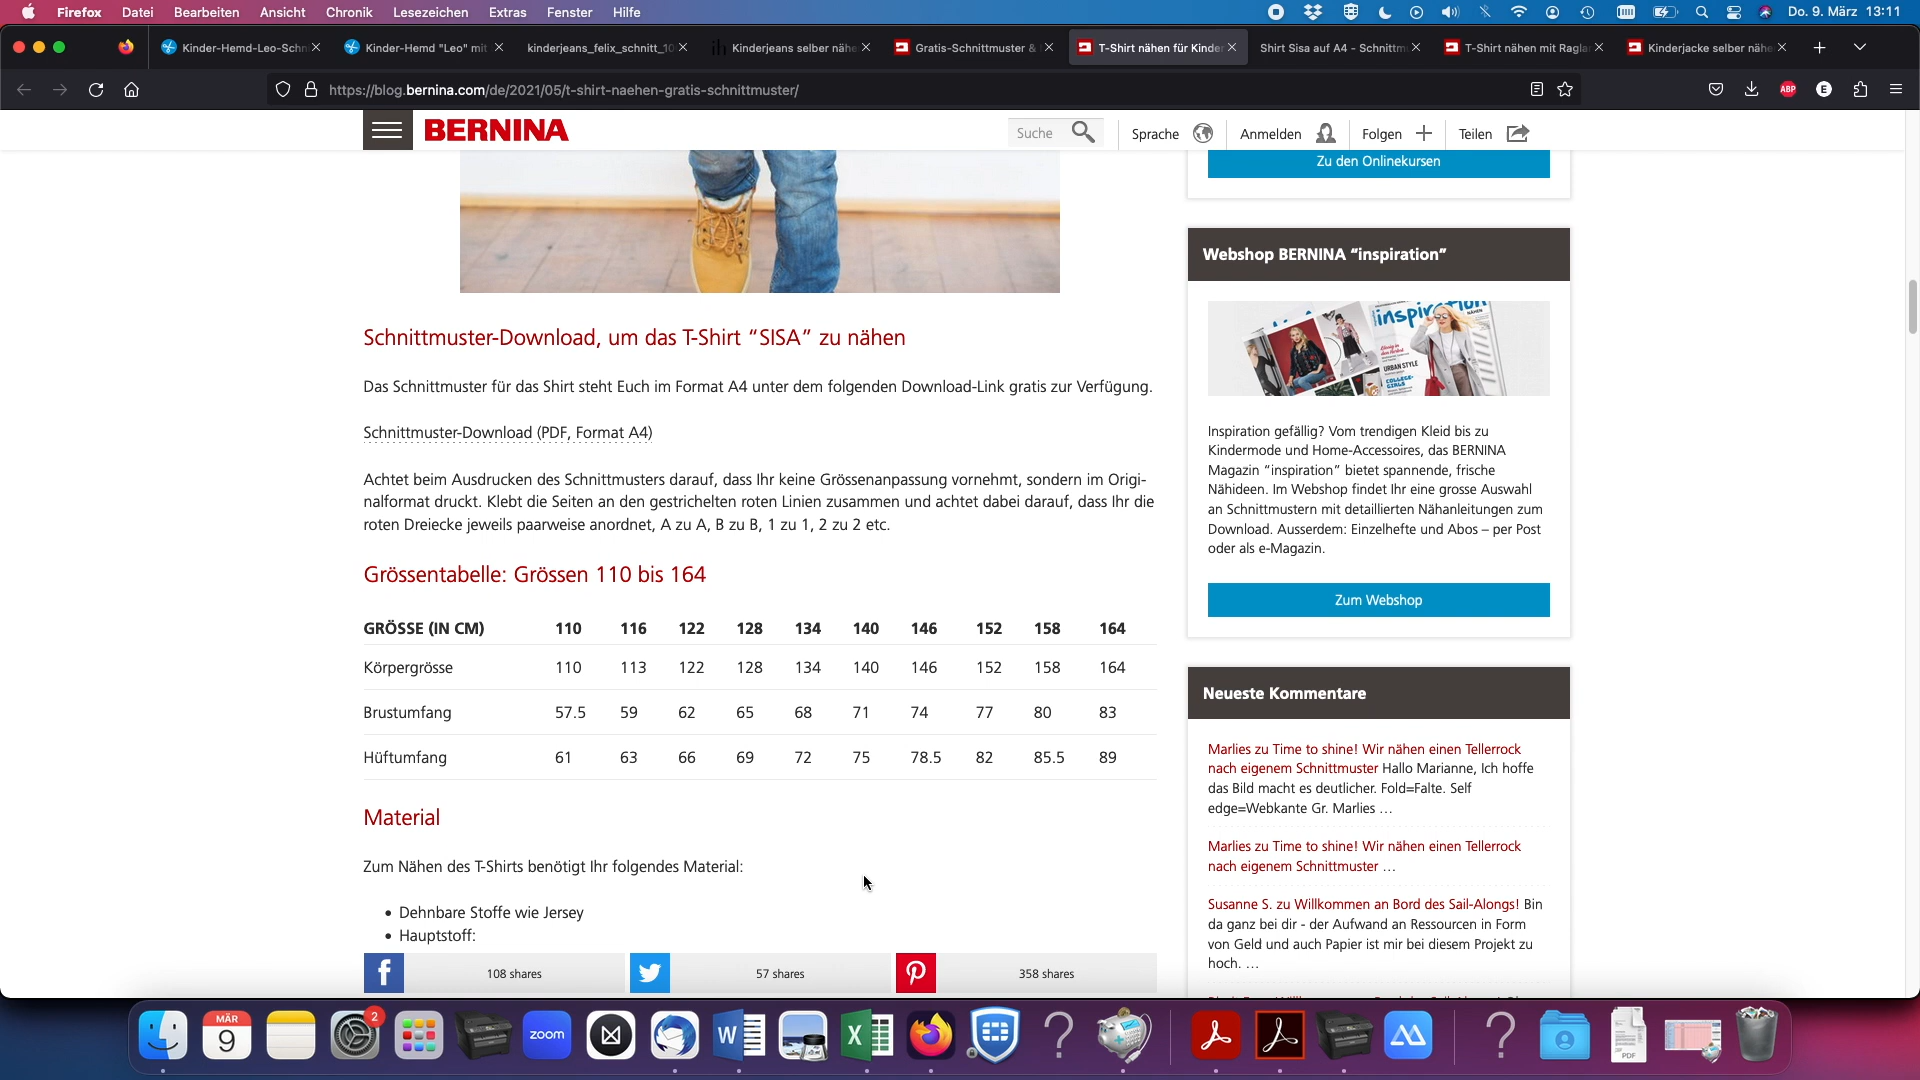 Firefox Datei Bearbeiten Ansicht Chronik Lesezeichen Extras Fenster Hilfe
Do. 9. März 13:11
Kinder-Hemd-Leo-Schni
Kinder-Hemd "Leo" mit
kinderjeans_felix_schnitt_10
Kinderjeans selber nähe
Gratis-Schnittmuster &
T-Shirt nähen für Kinder
Shirt Sisa auf A4 - Schnittm
T-Shirt nähen mit Ragla
Kinderjacke selber nähe
https://blog.bernina.com/de/2021/05/t-shirt-naehen-gratis-schnittmuster/
ABP
E
BERNINA
Suche
Sprache
Anmelden
Folgen
Teilen
Schnittmuster-Download, um das T-Shirt “SISA” zu nähen
Das Schnittmuster für das Shirt steht Euch im Format A4 unter dem folgenden Download-Link gratis zur Verfügung.
Schnittmuster-Download (PDF, Format A4)
Achtet beim Ausdrucken des Schnittmusters darauf, dass Ihr keine Grössenanpassung vornehmt, sondern im Origi-
nalformat druckt. Klebt die Seiten an den gestrichelten roten Linien zusammen und achtet dabei darauf, dass Ihr die
roten Dreiecke jeweils paarweise anordnet, A zu A, B zu B, 1 zu 1, 2 zu 2 etc.
Grössentabelle: Grössen 110 bis 164
GRÖSSE (IN CM) 110 116 122 128 134 140 146 152 158 164
Körpergrösse 110 113 122 128 134 140 146 152 158 164
Brustumfang 57.5 59 62 65 68 71 74 77 80 83
Hüftumfang 61 63 66 69 72 75 78.5 82 85.5 89
Material
Zum Nähen des T-Shirts benötigt Ihr folgendes Material:
• Dehnbare Stoffe wie Jersey
• Hauptstoff:
108 shares
57 shares
358 shares
Zu den Onlinekursen
Webshop BERNINA “inspiration”
inspiration
URBAN STYLE
COLLEGE-
GIRLS
Inspiration gefällig? Vom trendigen Kleid bis zu
Kindermode und Home-Accessoires, das BERNINA
Magazin “inspiration” bietet spannende, frische
Nähideen. Im Webshop findet Ihr eine grosse Auswahl
an Schnittmustern mit detaillierten Nähanleitungen zum
Download. Ausserdem: Einzelhefte und Abos – per Post
oder als e-Magazin.
Zum Webshop
Neueste Kommentare
Marlies zu Time to shine! Wir nähen einen Tellerrock
nach eigenem Schnittmuster Hallo Marianne, Ich hoffe
das Bild macht es deutlicher. Fold=Falte. Self
edge=Webkante Gr. Marlies …
Marlies zu Time to shine! Wir nähen einen Tellerrock
nach eigenem Schnittmuster …
Susanne S. zu Willkommen an Bord des Sail-Alongs! Bin
da ganz bei dir - der Aufwand an Ressourcen in Form
von Geld und auch Papier ist mir bei diesem Projekt zu
hoch. …
MÄR
9
2
zoom
PDF